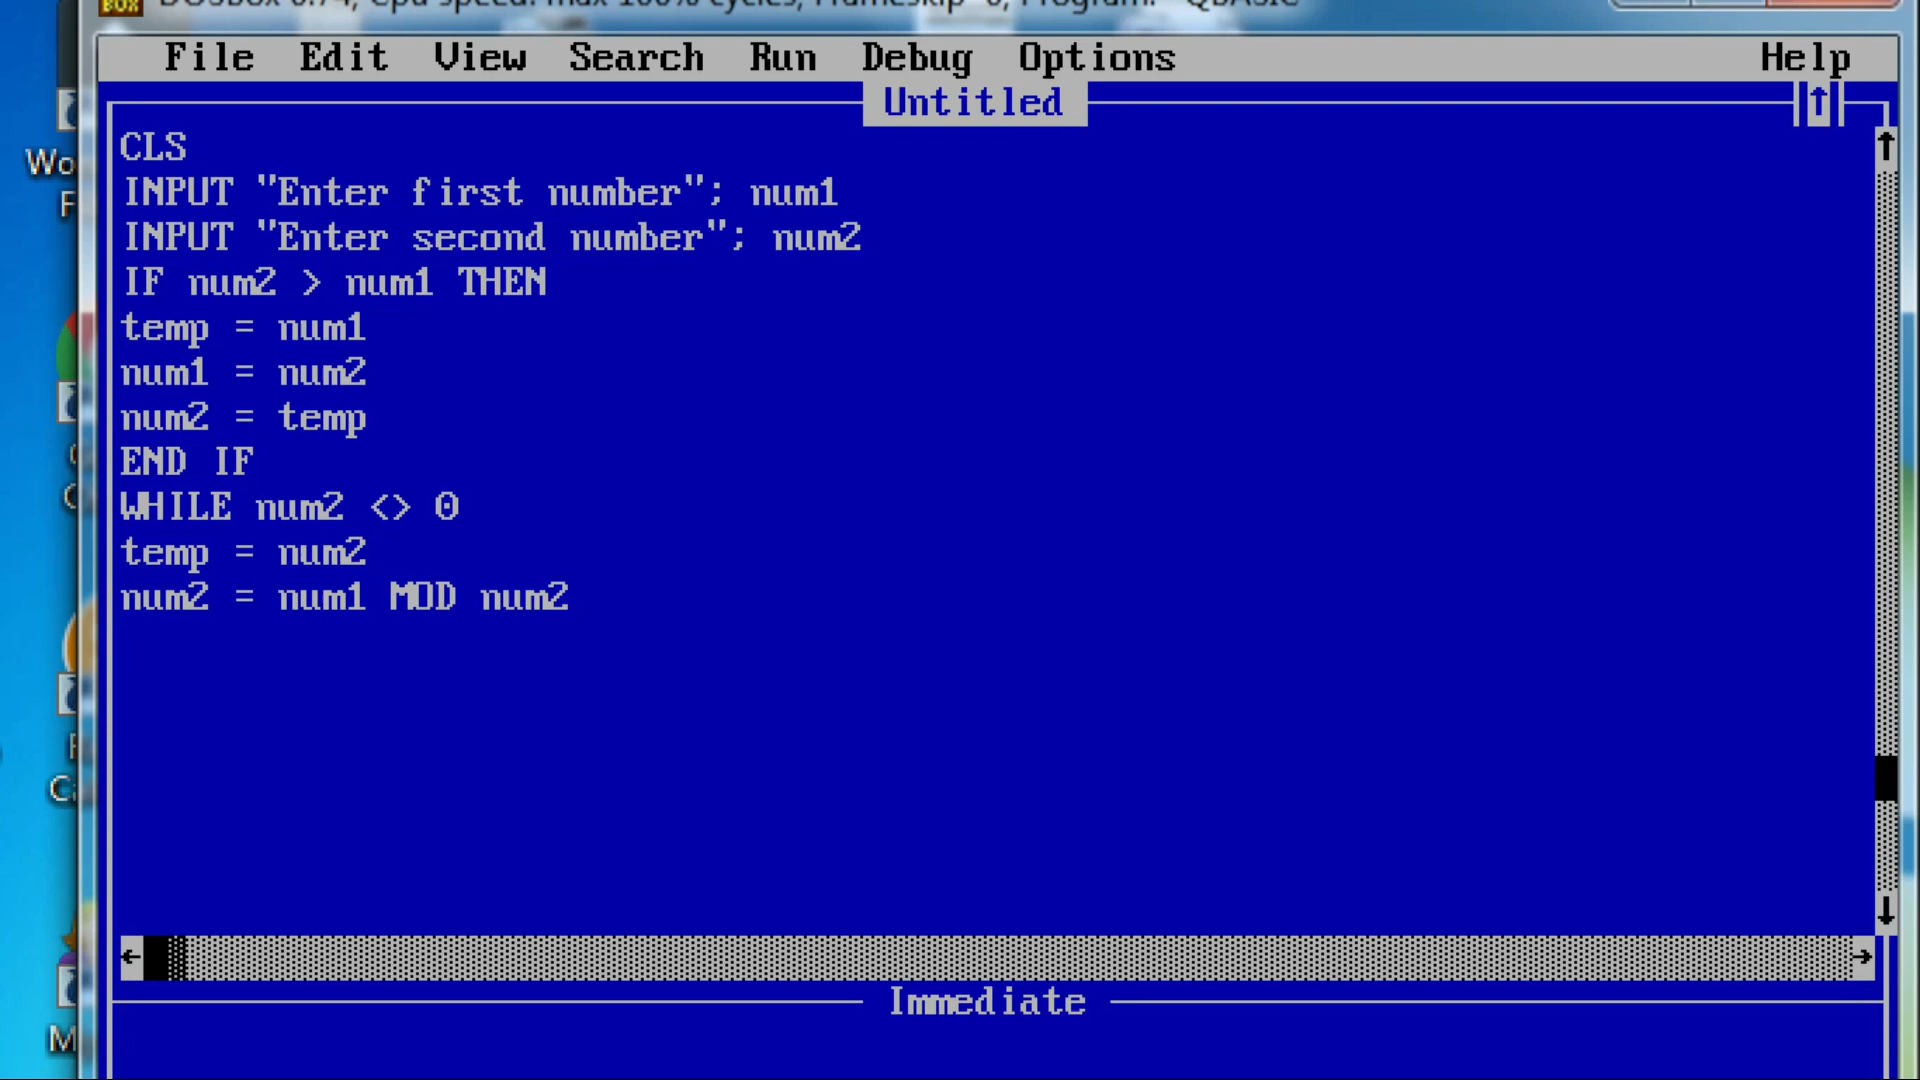 File Edit View Search Run Debug Options Help
Untitled
CLS
INPUT "Enter first number"; num1
INPUT "Enter second number"; num2
IF num2 > num1 THEN
temp = num1
num1 = num2
num2 = temp
END IF
WHILE num2 <> 0
temp = num2
num2 = num1 MOD num2
Immediate